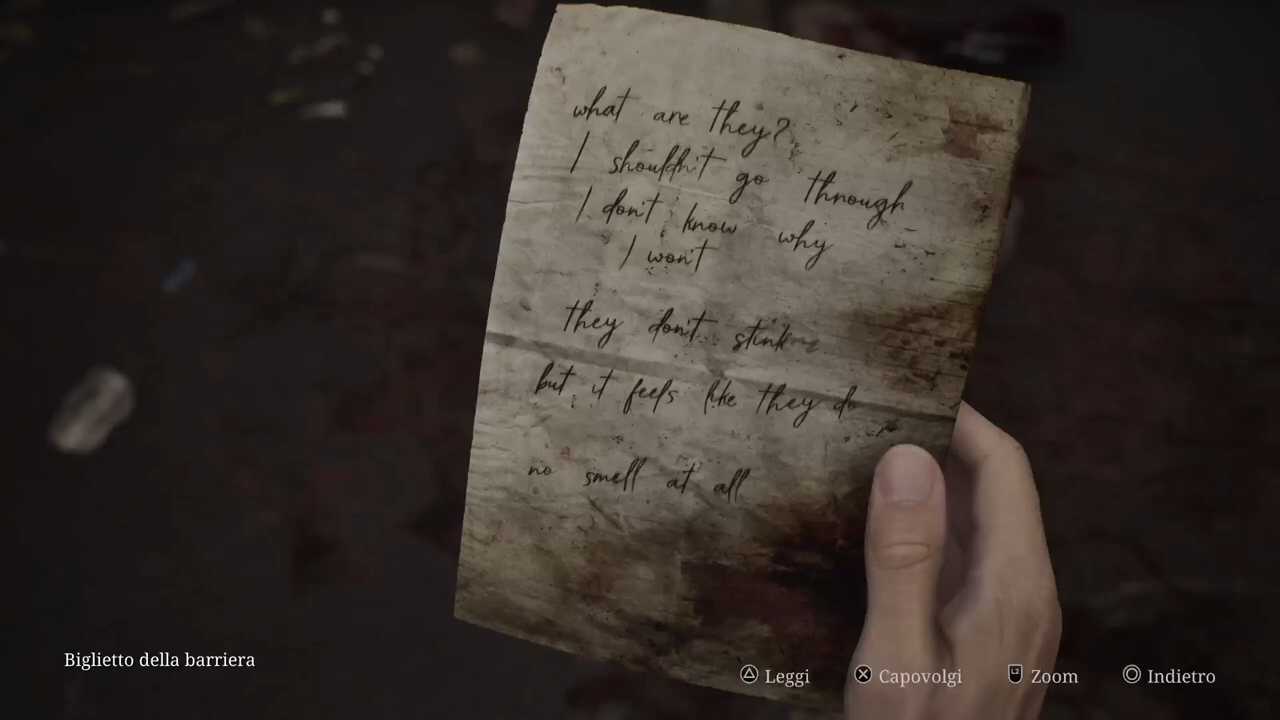 what are they?
I shouldn't go through
I don't know why
I won't
they don't stink
but it feels like they do
no smell at all
Biglietto della barriera
Leggi
Capovolgi
L2 Zoom
Indietro